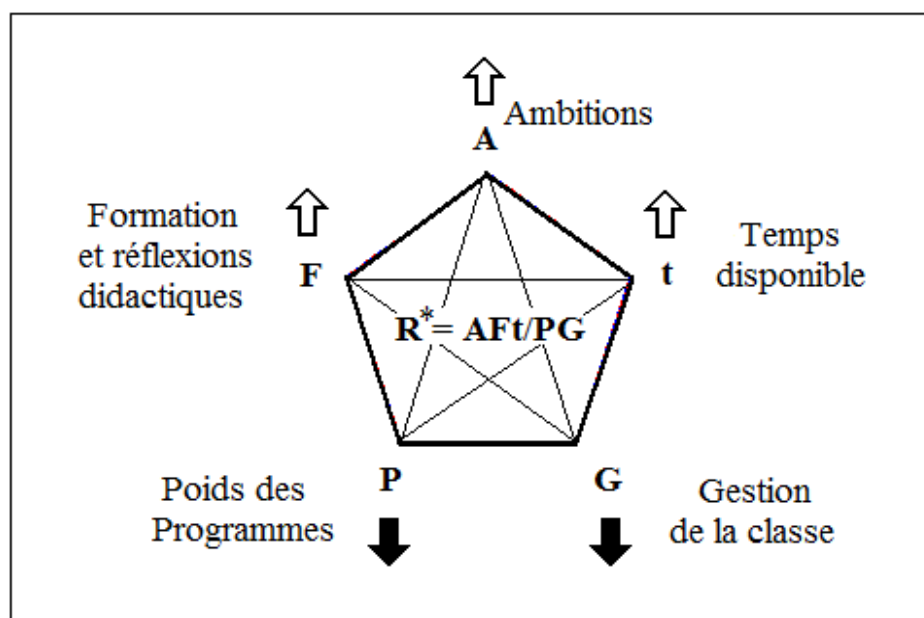 Ambitions
A
Formation
et réflexions
didactiques
F
t
Temps
disponible
R*= AFt/PG
Poids des
Programmes
P
G
Gestion
de la classe